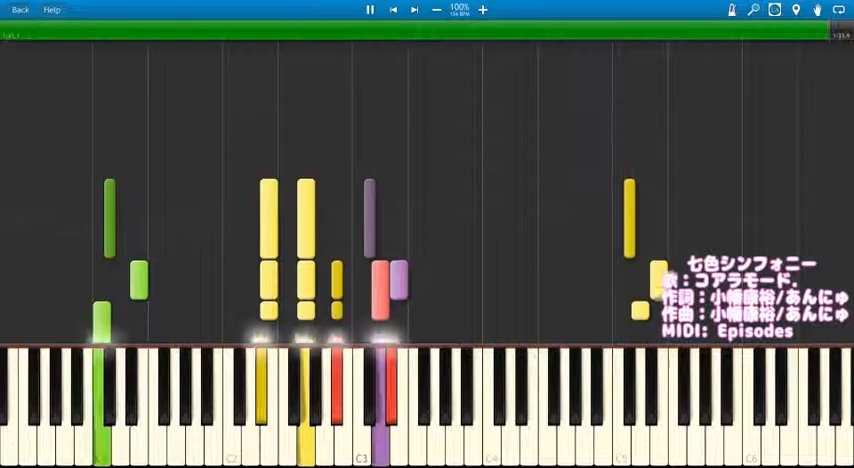 Back Help 100%
154 BPM
七色シンフォニー
歌：コアラモード.
作詞：小幡康裕/あんにゅ
作曲：小幡康裕/あんにゅ
MIDI: Episodes
C2 C3 C4 C5 C6